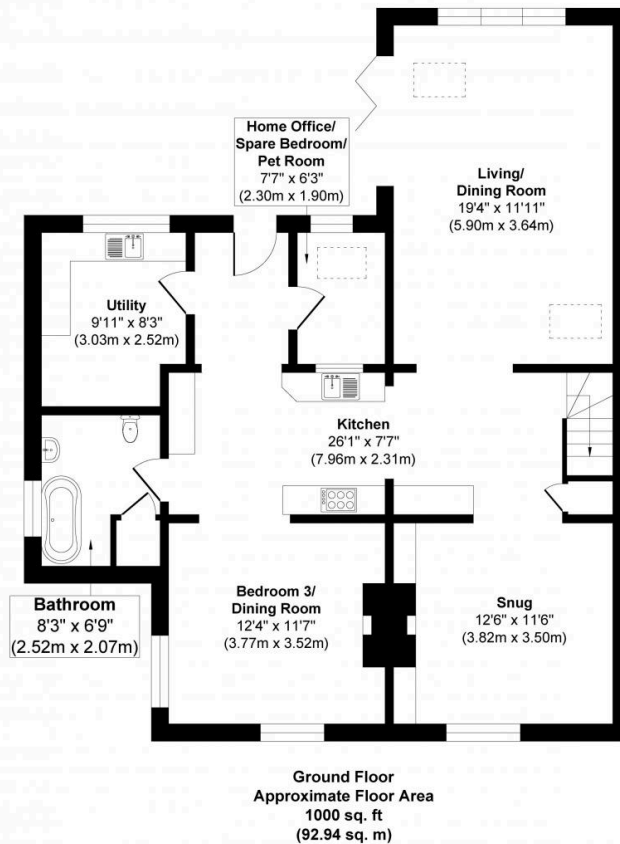 Home Office/
Spare Bedroom/
Pet Room
7'7" x 6'3"
(2.30m x 1.90m)
Living/
Dining Room
19'4" x 11'11"
(5.90m x 3.64m)
Utility
9'11" x 8'3"
(3.03m x 2.52m)
Kitchen
26'1" x 7'7"
(7.96m x 2.31m)
Bathroom
8'3" x 6'9"
(2.52m x 2.07m)
Bedroom 3/
Dining Room
12'4" x 11'7"
(3.77m x 3.52m)
Snug
12'6" x 11'6"
(3.82m x 3.50m)
Ground Floor
Approximate Floor Area
1000 sq. ft
(92.94 sq. m)